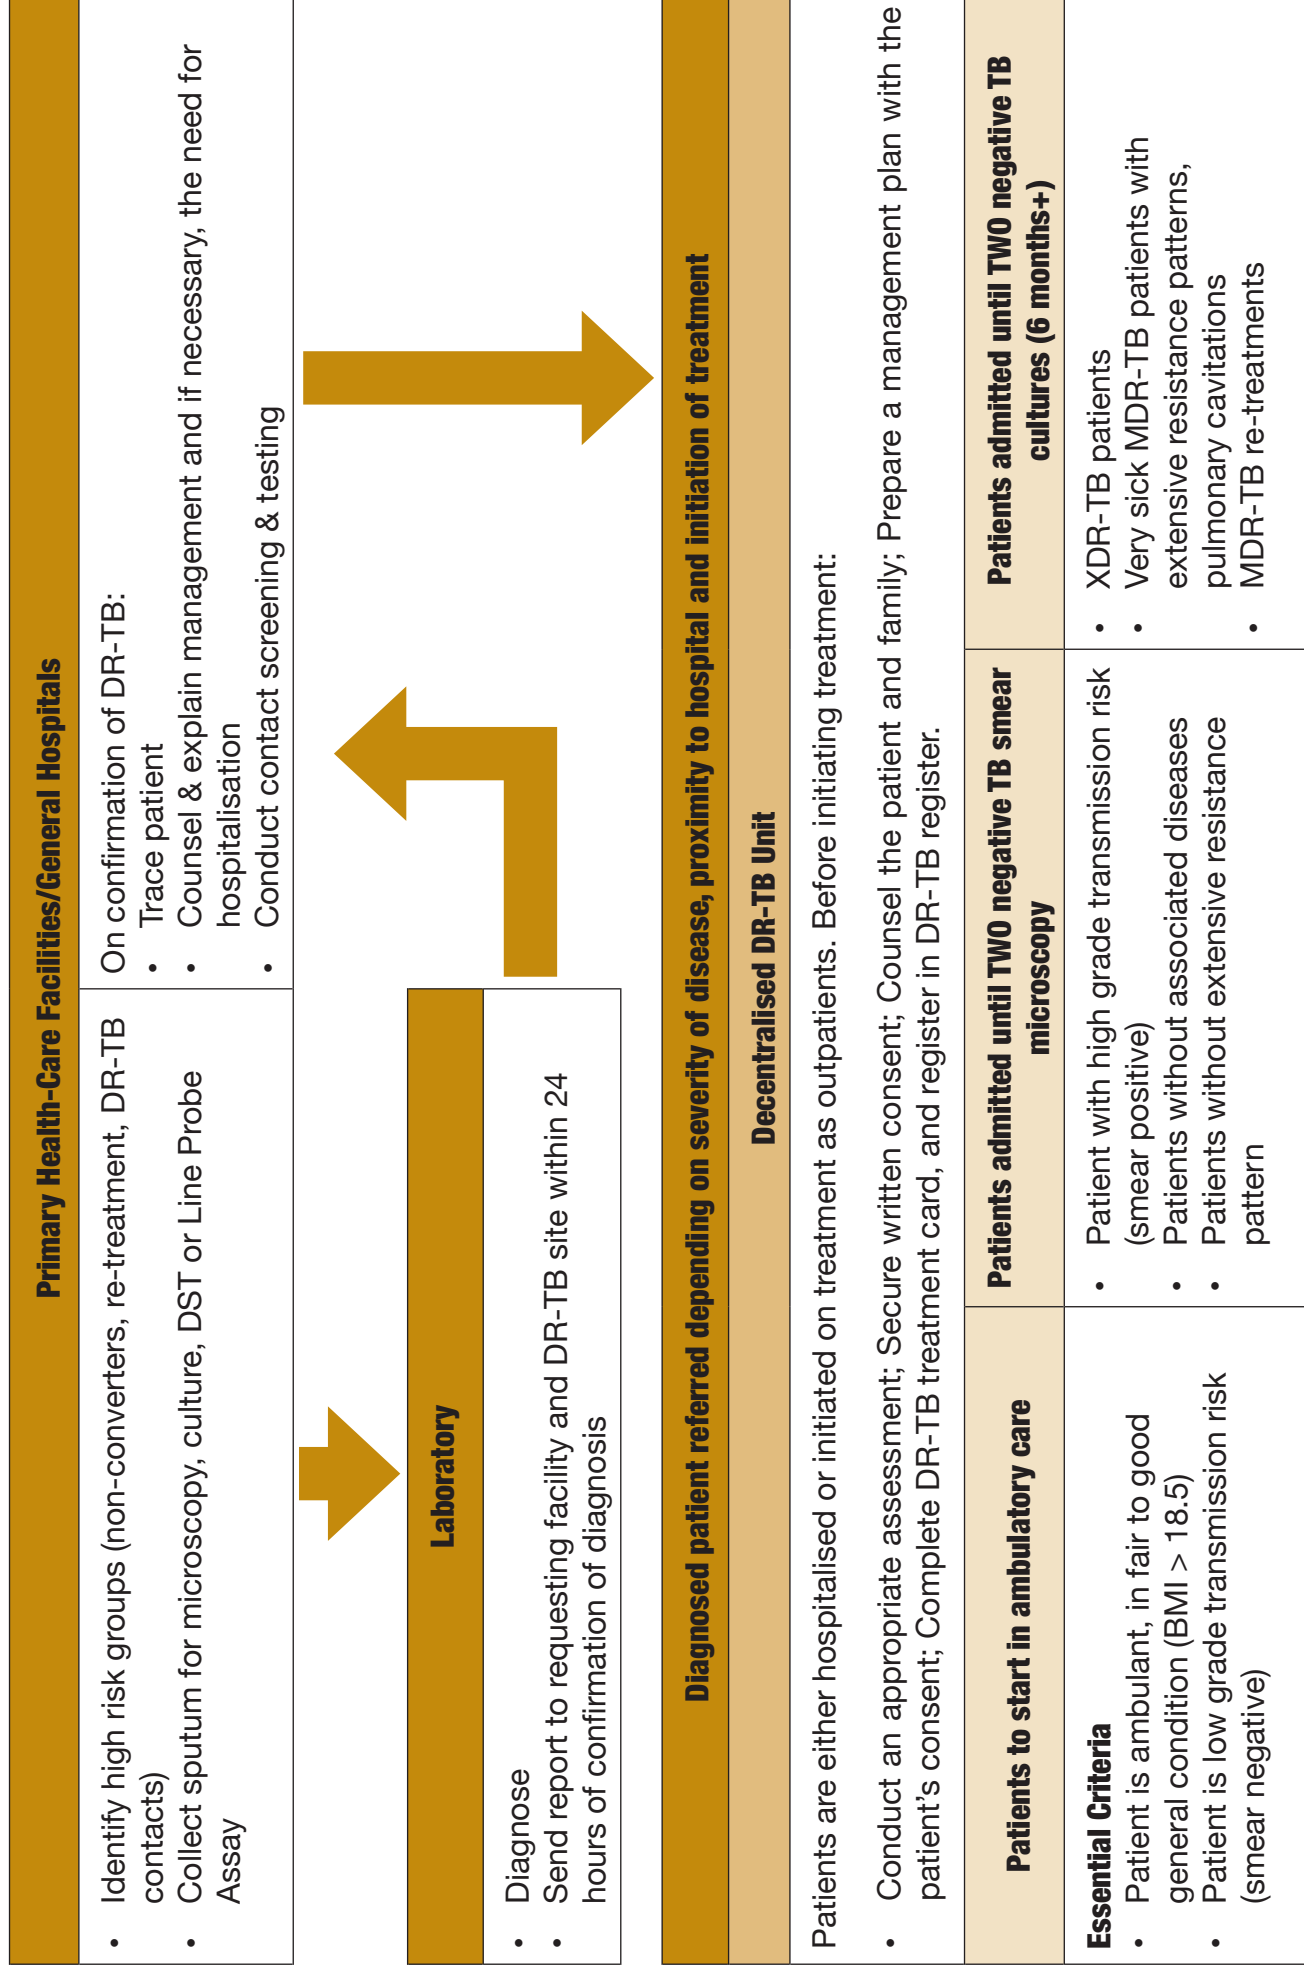 Primary Health-Care Facilities/General Hospitals
• Identify high risk groups (non-converters, re-treatment, DR-TB
contacts)
• Collect sputum for microscopy, culture, DST or Line Probe
Assay
On confirmation of DR-TB:
• Trace patient
• Counsel & explain management and if necessary, the need for
hospitalisation
• Conduct contact screening & testing
Laboratory
• Diagnose
• Send report to requesting facility and DR-TB site within 24
hours of confirmation of diagnosis
Diagnosed patient referred depending on severity of disease, proximity to hospital and initiation of treatment
Decentralised DR-TB Unit
Patients are either hospitalised or initiated on treatment as outpatients. Before initiating treatment:
• Conduct an appropriate assessment; Secure written consent; Counsel the patient and family; Prepare a management plan with the
patient's consent; Complete DR-TB treatment card, and register in DR-TB register.
Patients to start in ambulatory care
Essential Criteria
• Patient is ambulant, in fair to good
general condition (BMI > 18.5)
• Patient is low grade transmission risk
(smear negative)
Patients admitted until TWO negative TB smear
microscopy
• Patient with high grade transmission risk
(smear positive)
• Patients without associated diseases
• Patients without extensive resistance
pattern
Patients admitted until TWO negative TB
cultures (6 months+)
• XDR-TB patients
• Very sick MDR-TB patients with
extensive resistance patterns,
pulmonary cavitations
• MDR-TB re-treatments